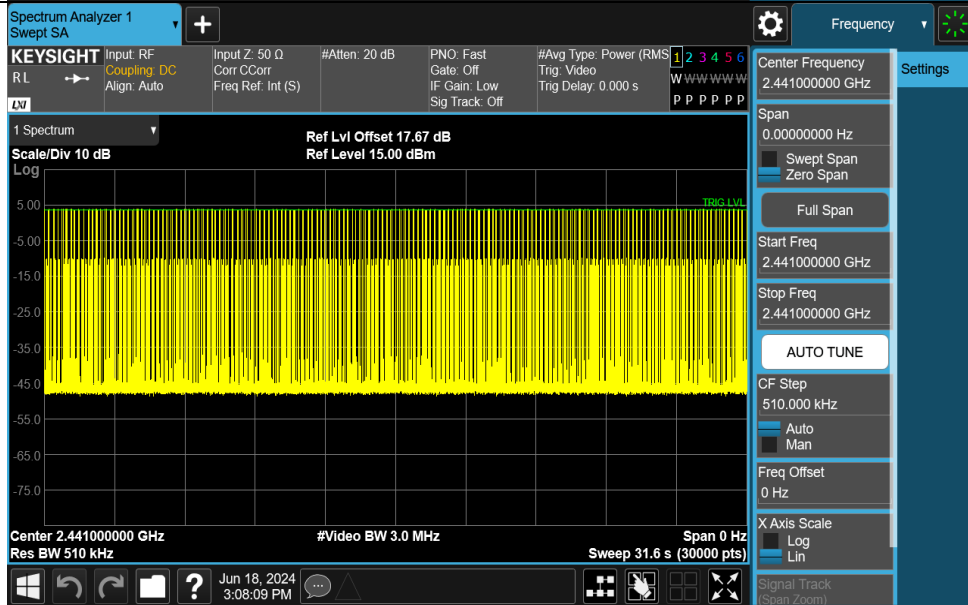 Spectrum Analyzer 1
Swept SA
Frequency
KEYSIGHT
RL
LXI
Input: RF
Coupling: DC
Align: Auto
Input Z: 50 Ω
Corr CCorr
Freq Ref: Int (S)
#Atten: 20 dB
PNO: Fast
Gate: Off
IF Gain: Low
Sig Track: Off
#Avg Type: Power (RMS
Trig: Video
Trig Delay: 0.000 s
1 2 3 4 5 6
W W W W W W
P P P P P P
Settings
1 Spectrum
Scale/Div 10 dB
Ref Lvl Offset 17.67 dB
Ref Level 15.00 dBm
Log
TRIG LVL
5.00
-5.00
-15.0
-25.0
-35.0
-45.0
-55.0
-65.0
-75.0
Center 2.441000000 GHz
#Video BW 3.0 MHz
Span 0 Hz
Res BW 510 kHz
Sweep 31.6 s (30000 pts)
Center Frequency
2.441000000 GHz
Span
0.00000000 Hz
Swept Span
Zero Span
Full Span
Start Freq
2.441000000 GHz
Stop Freq
2.441000000 GHz
AUTO TUNE
CF Step
510.000 kHz
Auto
Man
Freq Offset
0 Hz
X Axis Scale
Log
Lin
Signal Track
(Span Zoom)
?
Jun 18, 2024
3:08:09 PM